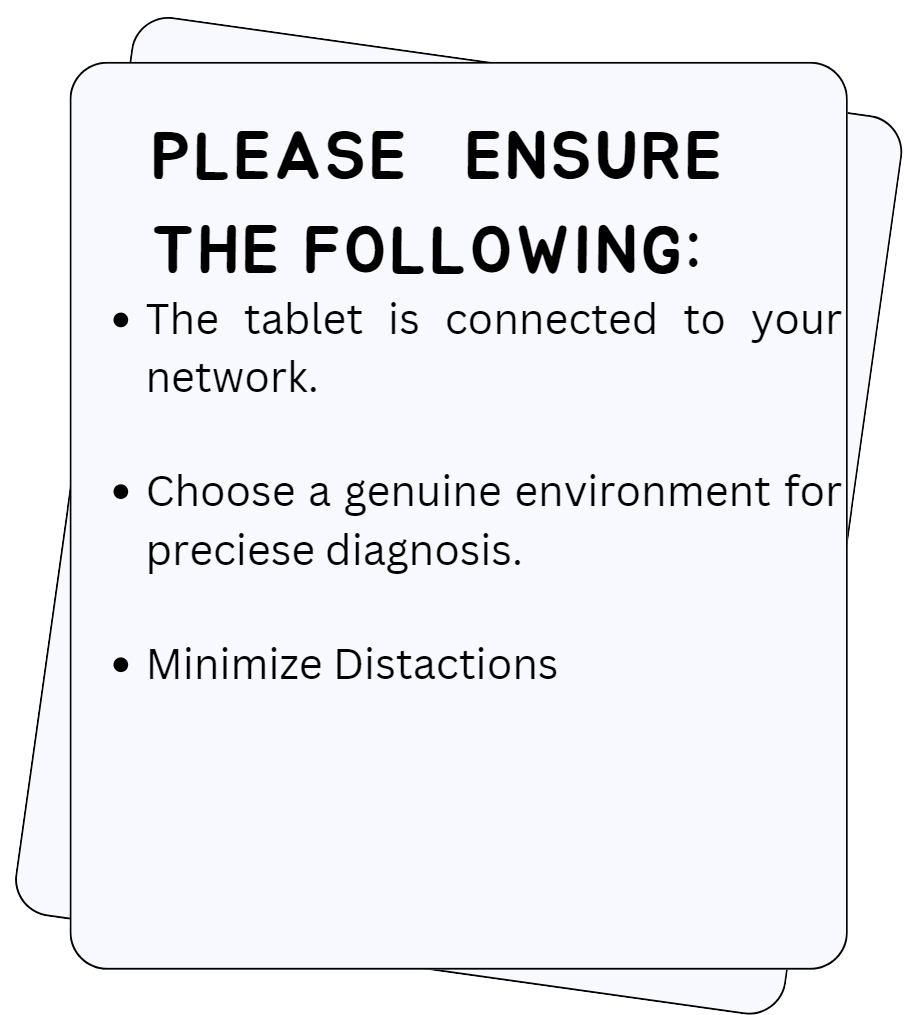 PLEASE ENSURE
THE FOLLOWING:
• The tablet is connected to your
network.
• Choose a genuine environment for
preciese diagnosis.
• Minimize Distactions